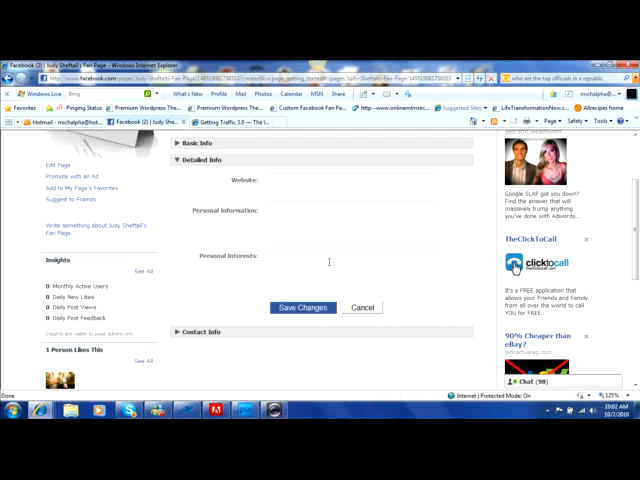 Facebook | Judy Sheftall's Fan Page - Windows Internet Explorer
who are the top officials in a republic
Windows Live Bing What's New Profile Mail Photos Calendar MSN Share
Favorites Pinging Status Premium Wordpress The... Premium Wordpress The... Custom Facebook Fan Pa... Suggested Sites LifeTransformationNow.c... Allrecipes home
Hotmail - michalpha@hot... Facebook | Judy She... Getting Traffic 3.0 — The I... Page Safety Tools
Basic Info
Detailed Info
Website:
Personal Information:
Personal Interests:
Save Changes Cancel
Contact Info
Edit Page
Promote with an Ad
Add to My Page's Favorites
Suggest to Friends
Write something about Judy Sheftall's
Fan Page.
Insights
See All
0 Monthly Active Users
0 Daily New Likes
0 Daily Post Views
0 Daily Post Feedback
Insights are visible to page admins only.
1 Person Likes This
See All
Google SLAP got you down?
Find the answer that will
massively trump anything
you've done with Adwords...
TheClickToCall
clicktocall
It's a FREE application that
allows your Friends and
Family from around the
world to call YOU for FREE.
90% Cheaper than
eBay?
Chat (98)
Done
Internet | Protected Mode: On
125%
10:02 AM
10/7/2010